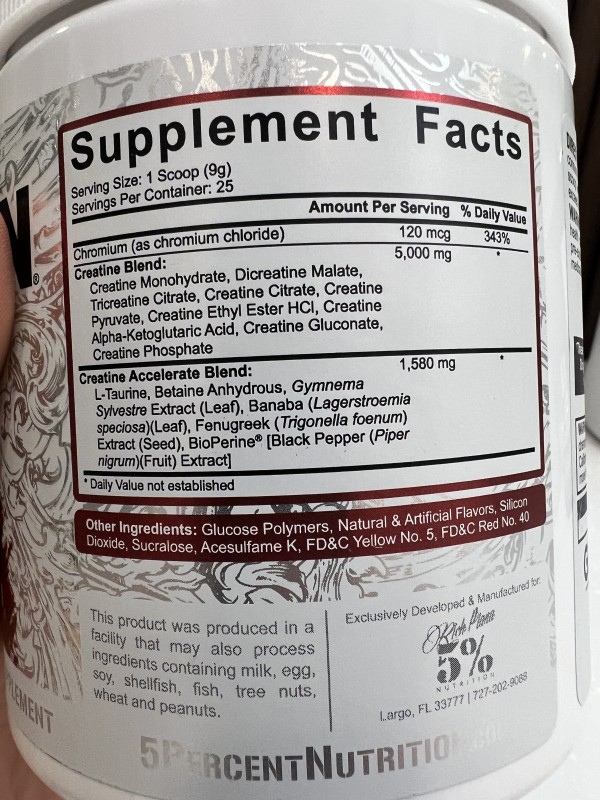 Supplement Facts
Serving Size: 1 Scoop (9g)
Servings Per Container: 25
Amount Per Serving % Daily Value
Chromium (as chromium chloride) 120 mcg 343%
Creatine Blend: 5,000 mg *
Creatine Monohydrate, Dicreatine Malate,
Tricreatine Citrate, Creatine Citrate, Creatine
Pyruvate, Creatine Ethyl Ester HCl, Creatine
Alpha-Ketoglutaric Acid, Creatine Gluconate,
Creatine Phosphate
Creatine Accelerate Blend: 1,580 mg *
L-Taurine, Betaine Anhydrous, Gymnema
Sylvestre Extract (Leaf), Banaba (Lagerstroemia
speciosa)(Leaf), Fenugreek (Trigonella foenum)
Extract (Seed), BioPerine® [Black Pepper (Piper
nigrum)(Fruit) Extract]
* Daily Value not established
Other Ingredients: Glucose Polymers, Natural & Artificial Flavors, Silicon
Dioxide, Sucralose, Acesulfame K, FD&C Yellow No. 5, FD&C Red No. 40
This product was produced in a
facility that may also process
ingredients containing milk, egg,
soy, shellfish, fish, tree nuts,
wheat and peanuts.
Exclusively Developed & Manufactured for:
Rich Piana
5%
NUTRITION
Largo, FL 33777 | 727-202-9068
5PERCENTNUTRITIO